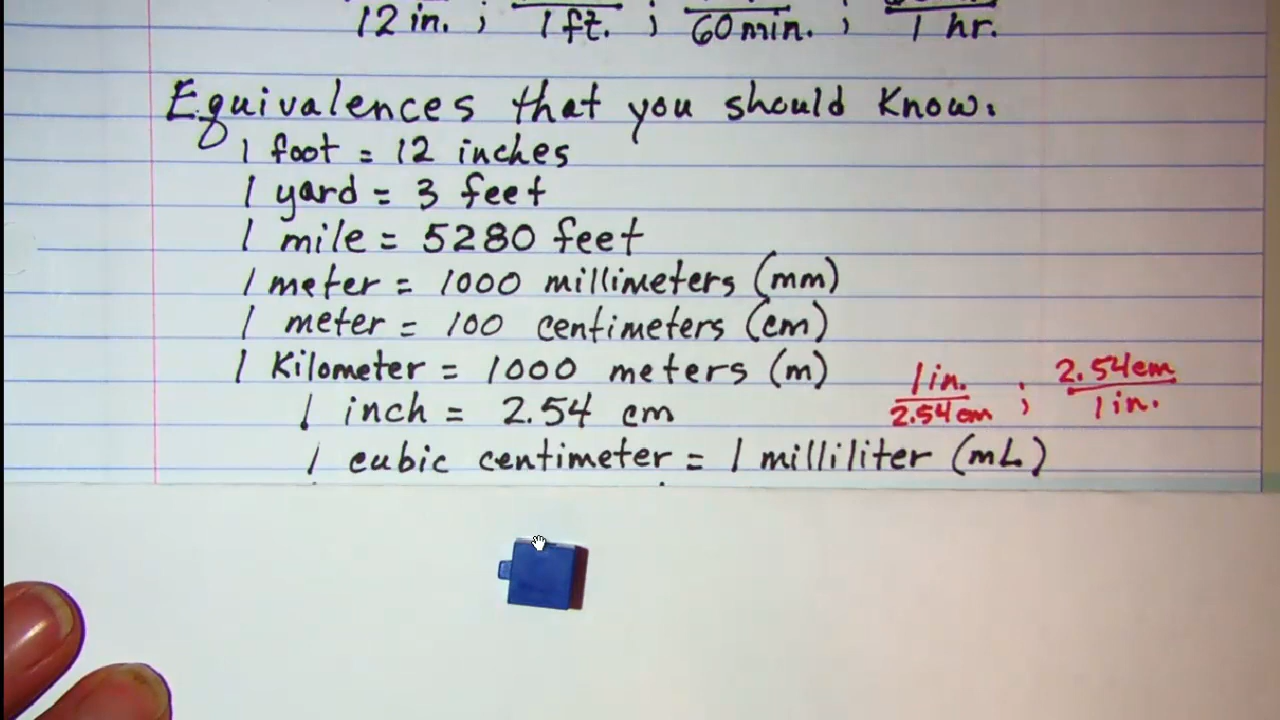 12 in. ; 1 ft. ; 60 min. ; 1 hr.
Equivalences that you should know.
1 foot = 12 inches
1 yard = 3 feet
1 mile = 5280 feet
1 meter = 1000 millimeters (mm)
1 meter = 100 centimeters (cm)
1 Kilometer = 1000 meters (m)
1 in. / 2.54 cm ; 2.54 cm / 1 in.
1 inch = 2.54 cm
1 cubic centimeter = 1 milliliter (mL)